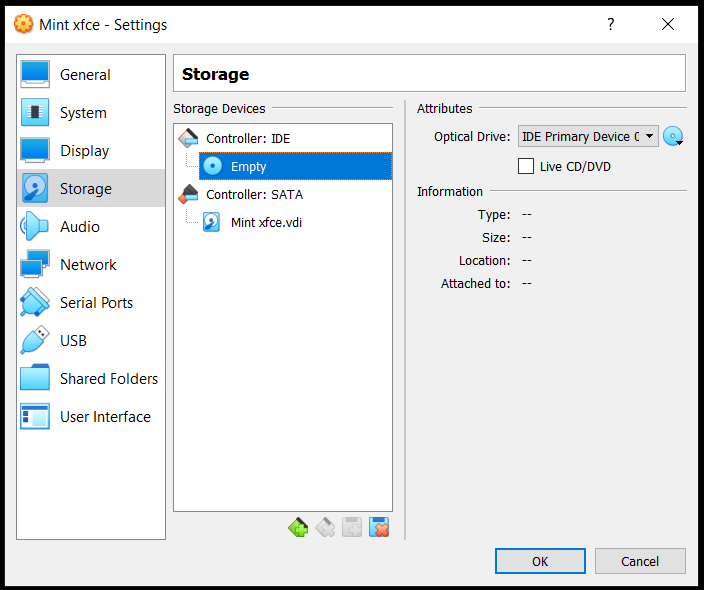 Mint xfce - Settings
?
General
System
Display
Storage
Audio
Network
Serial Ports
USB
Shared Folders
User Interface
Storage
Storage Devices
Controller: IDE
Empty
Controller: SATA
Mint xfce.vdi
Attributes
Optical Drive: IDE Primary Device 0
Live CD/DVD
Information
Type: --
Size: --
Location: --
Attached to: --
OK
Cancel